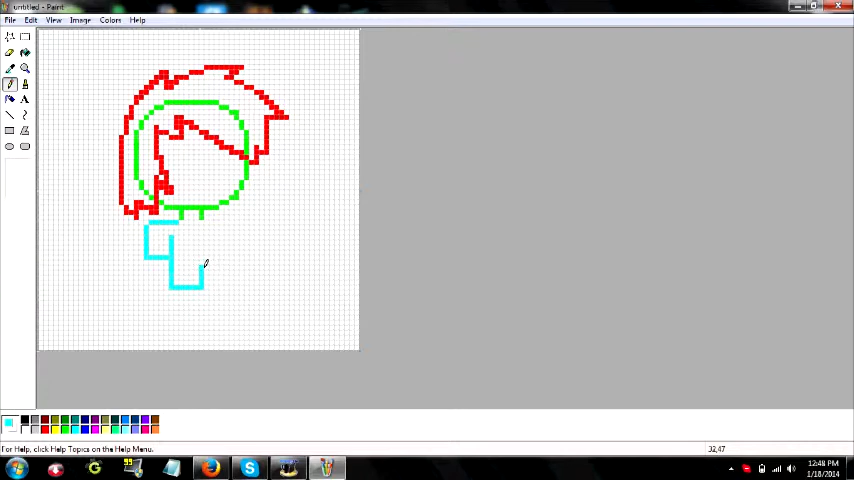 untitled - Paint
File Edit View Image Colors Help
A
For Help, click Help Topics on the Help Menu.
32,47
99
G
S
12:48 PM
1/18/2014